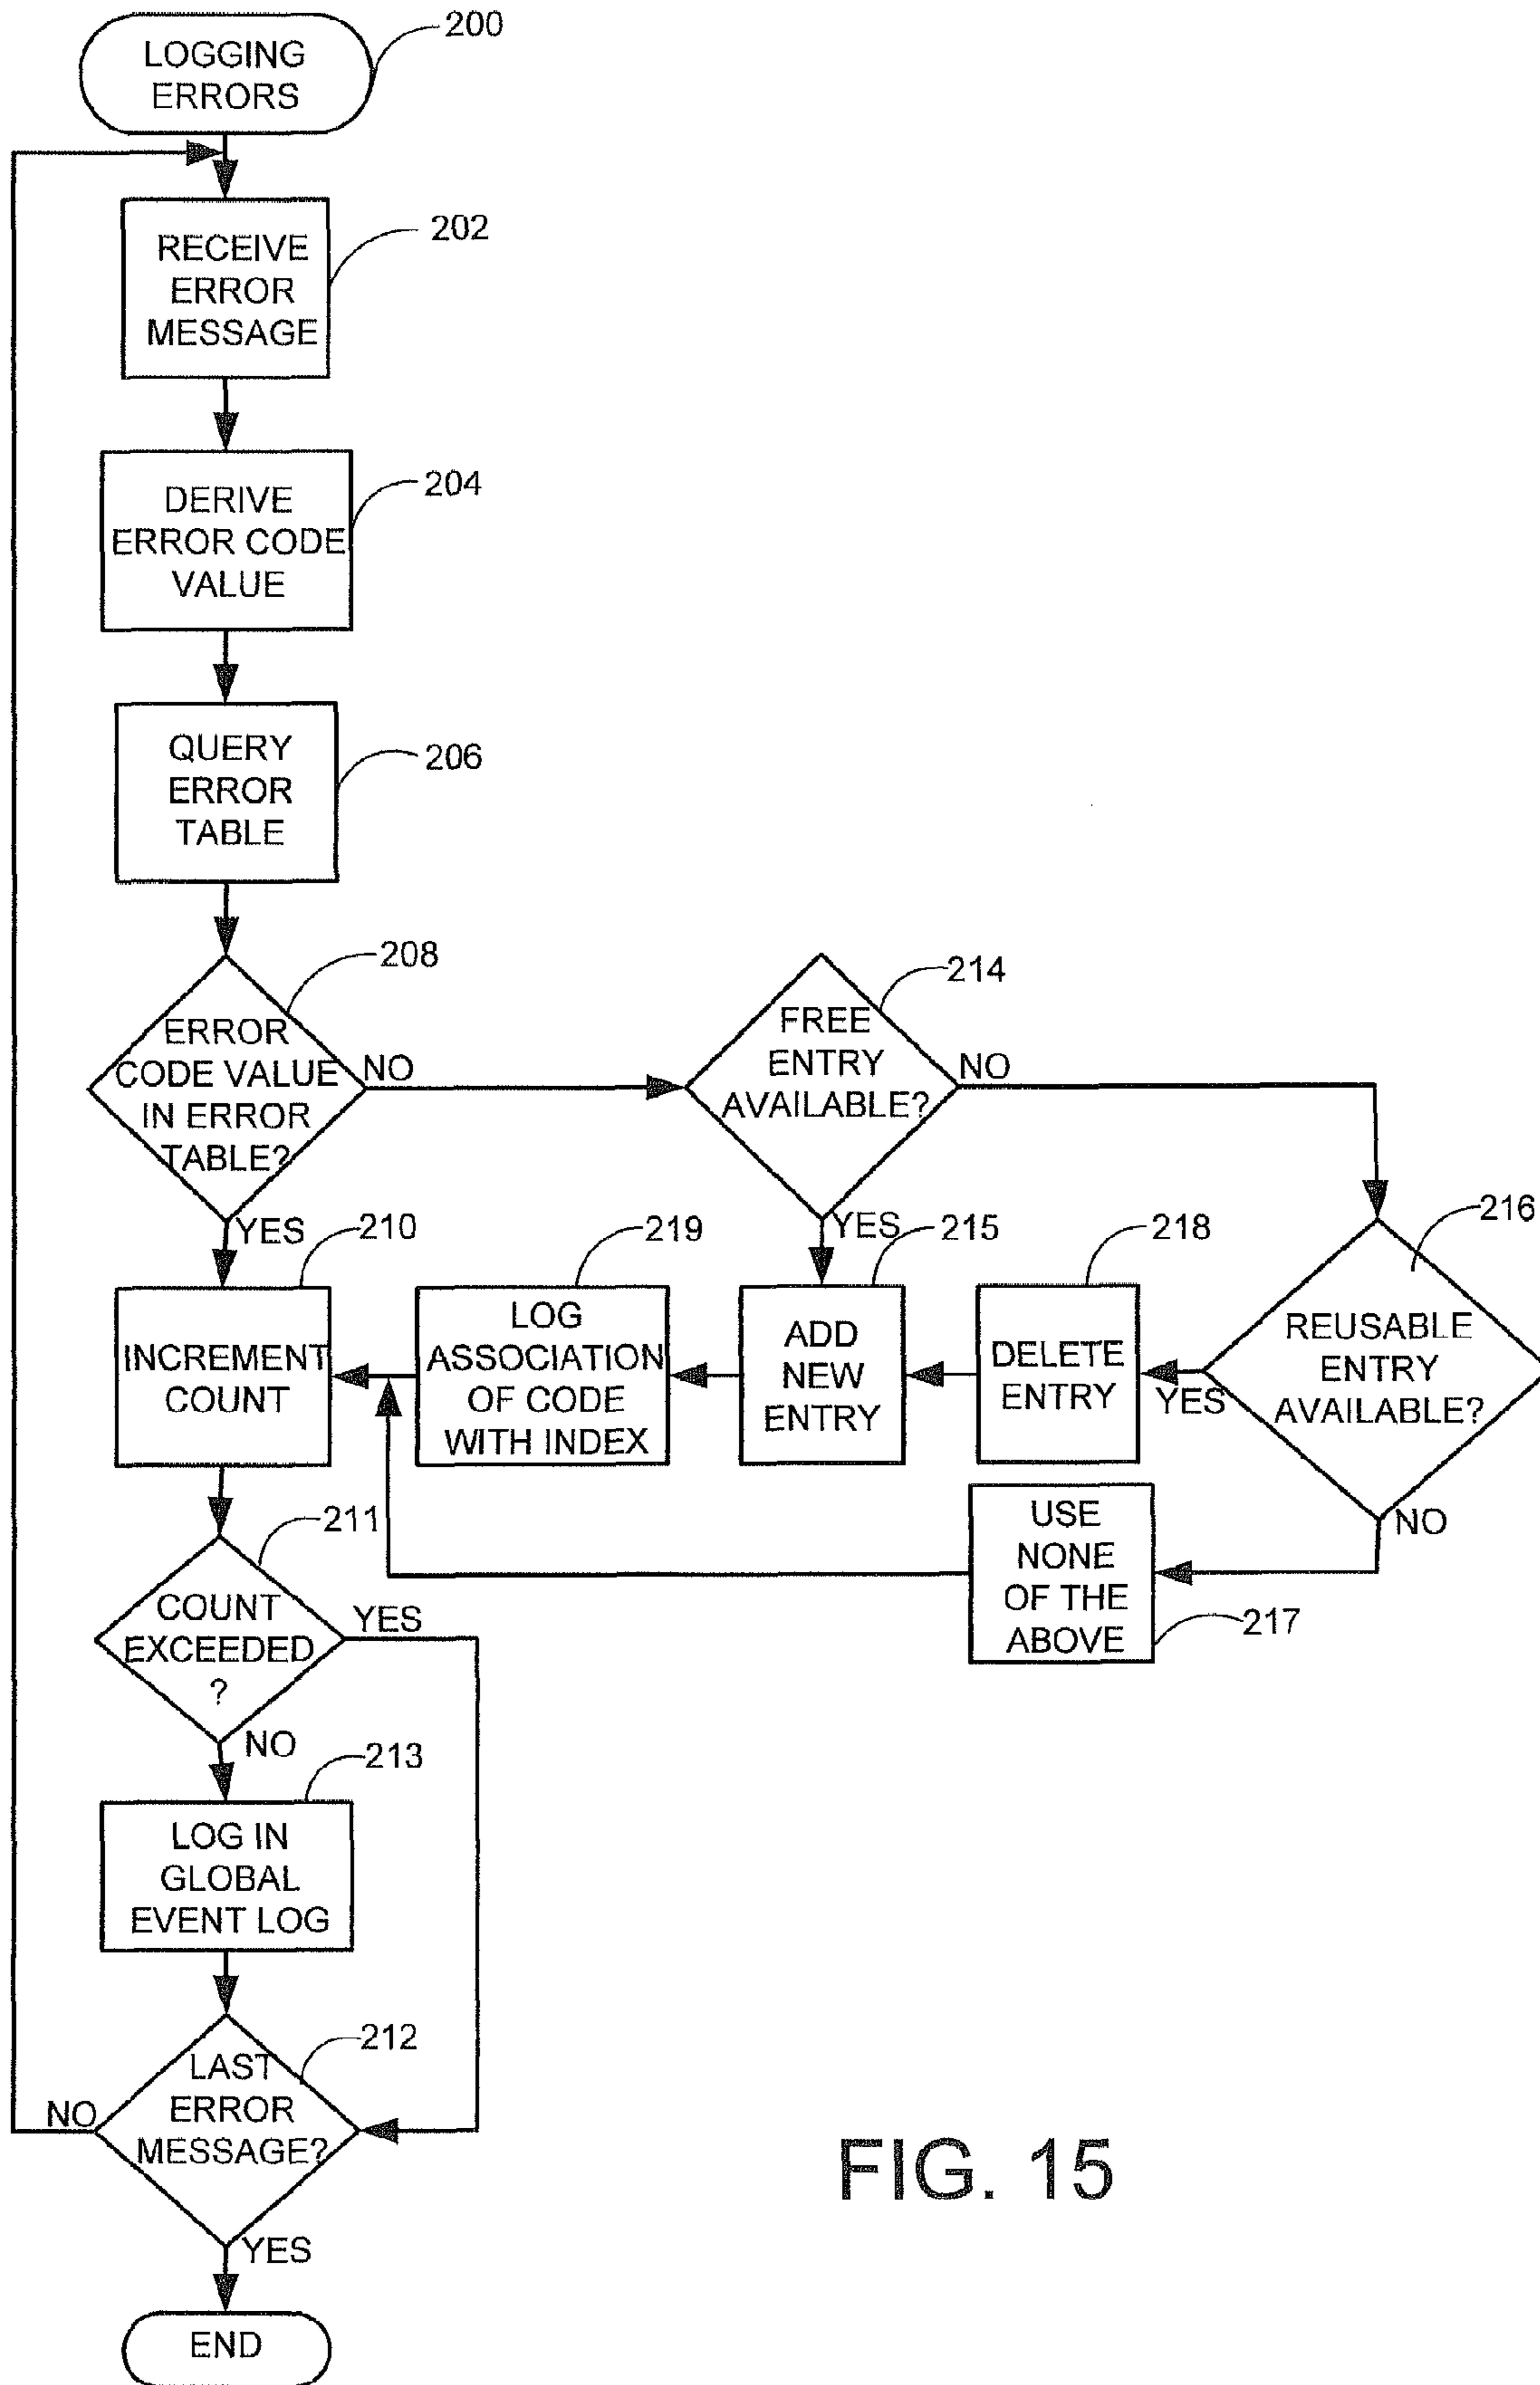 LOGGING
ERRORS
200
RECEIVE
ERROR
MESSAGE
202
DERIVE
ERROR CODE
VALUE
204
QUERY
ERROR
TABLE
206
ERROR
CODE VALUE
IN ERROR
TABLE?
208
NO
YES
FREE
ENTRY
AVAILABLE?
214
NO
YES
REUSABLE
ENTRY
AVAILABLE?
216
YES
NO
DELETE
ENTRY
218
ADD
NEW
ENTRY
215
LOG
ASSOCIATION
OF CODE
WITH INDEX
219
INCREMENT
COUNT
210
USE
NONE
OF THE
ABOVE
217
COUNT
EXCEEDED
?
211
YES
NO
LOG IN
GLOBAL
EVENT LOG
213
LAST
ERROR
MESSAGE?
212
NO
YES
END
FIG. 15